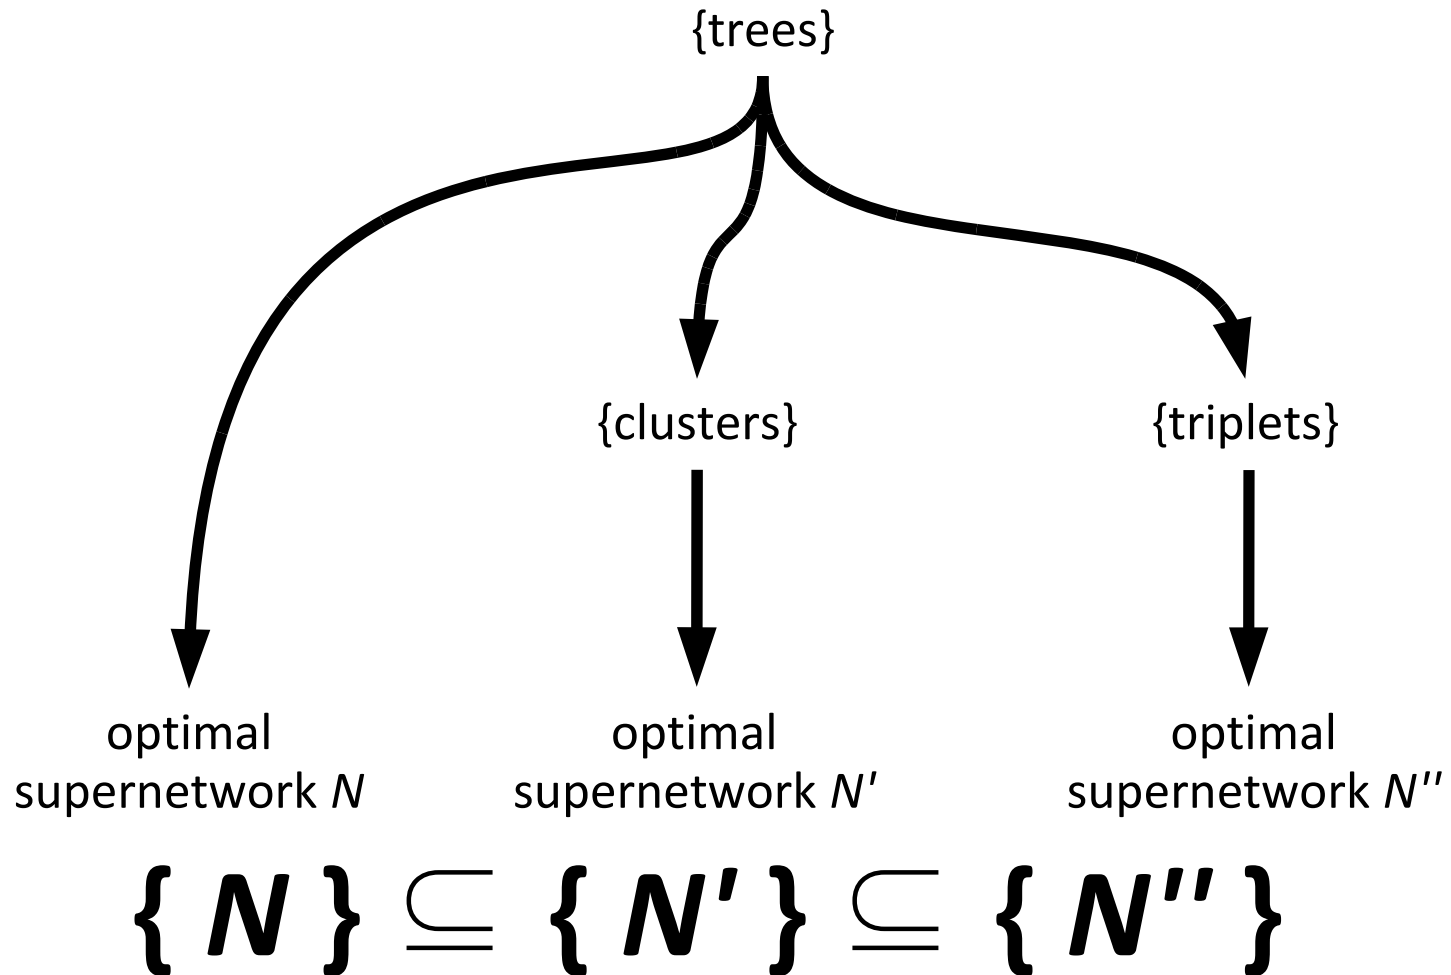 {trees}
{clusters}
{triplets}
optimal
supernetwork N
optimal
supernetwork N′
optimal
supernetwork N″
{ N } ⊆ { N′ } ⊆ { N″ }